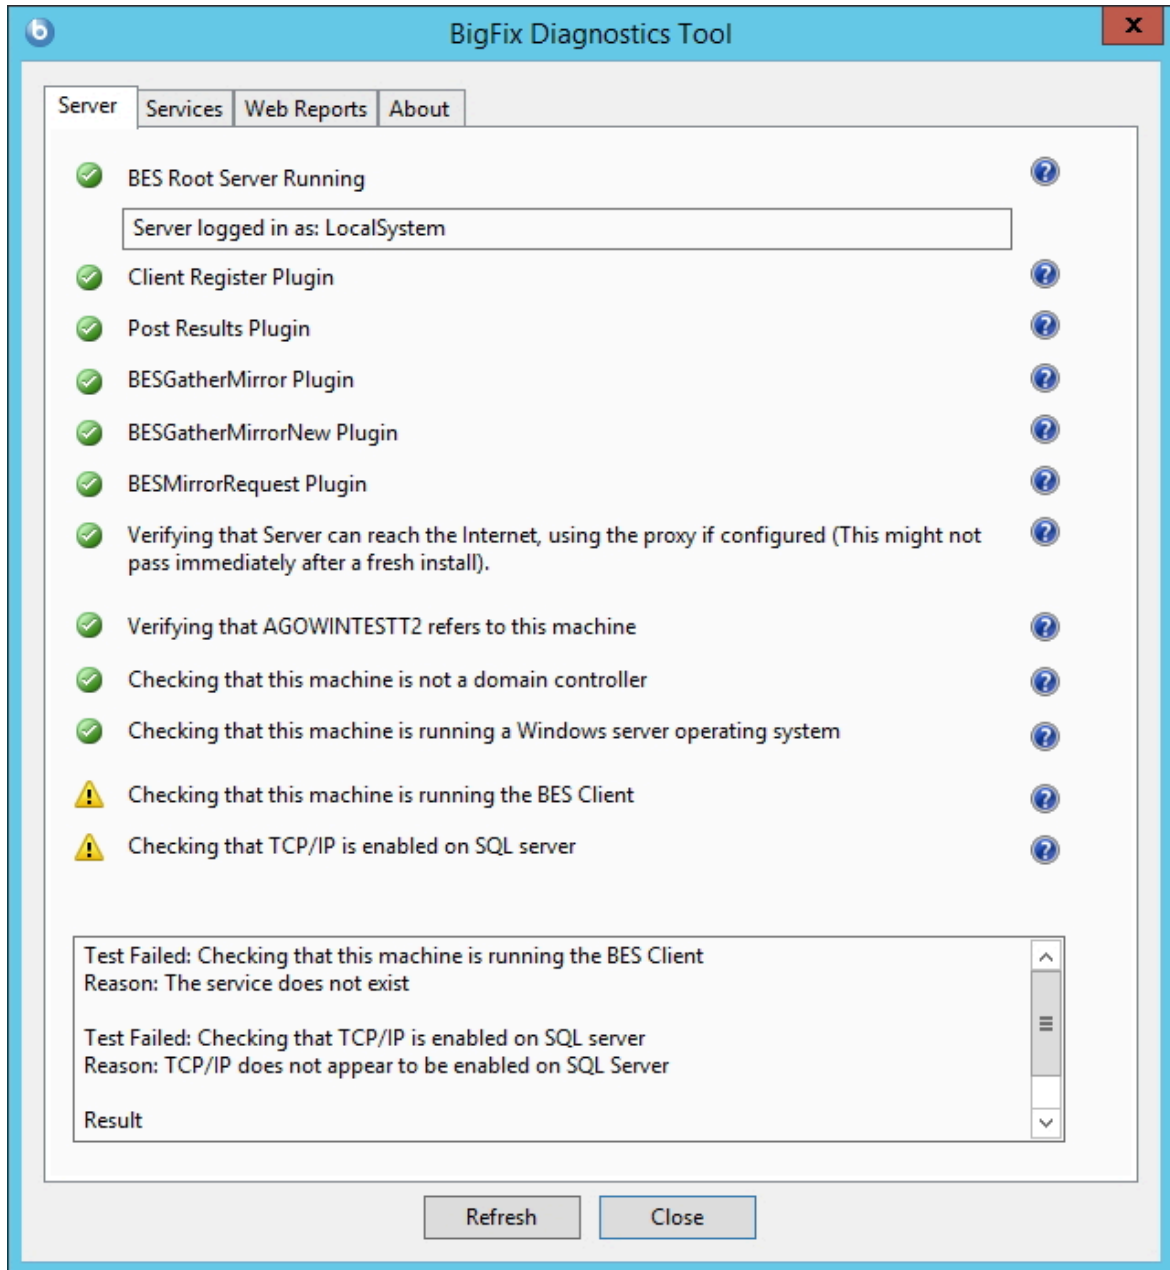 b
BigFix Diagnostics Tool
x
Server Services Web Reports About
BES Root Server Running
Server logged in as: LocalSystem
Client Register Plugin
Post Results Plugin
BESGatherMirror Plugin
BESGatherMirrorNew Plugin
BESMirrorRequest Plugin
Verifying that Server can reach the Internet, using the proxy if configured (This might not
pass immediately after a fresh install).
Verifying that AGOWINTESTT2 refers to this machine
Checking that this machine is not a domain controller
Checking that this machine is running a Windows server operating system
Checking that this machine is running the BES Client
Checking that TCP/IP is enabled on SQL server
Test Failed: Checking that this machine is running the BES Client
Reason: The service does not exist
Test Failed: Checking that TCP/IP is enabled on SQL server
Reason: TCP/IP does not appear to be enabled on SQL Server
Result
Refresh Close